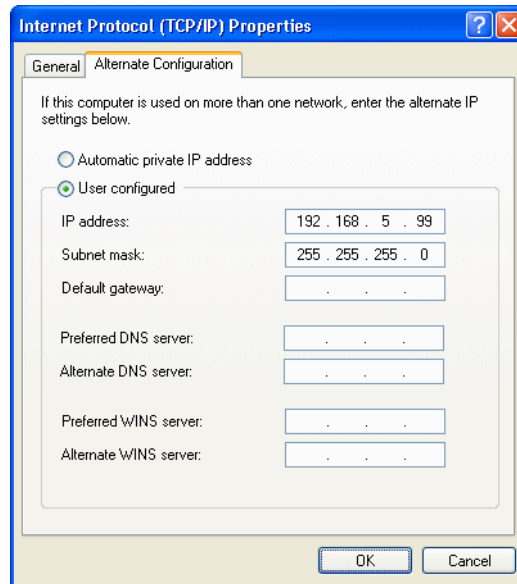 Internet Protocol (TCP/IP) Properties
General Alternate Configuration
If this computer is used on more than one network, enter the alternate IP
settings below.
Automatic private IP address
User configured
IP address: 192 . 168 . 5 . 99
Subnet mask: 255 . 255 . 255 . 0
Default gateway: . . .
Preferred DNS server: . . .
Alternate DNS server: . . .
Preferred WINS server: . . .
Alternate WINS server: . . .
OK Cancel